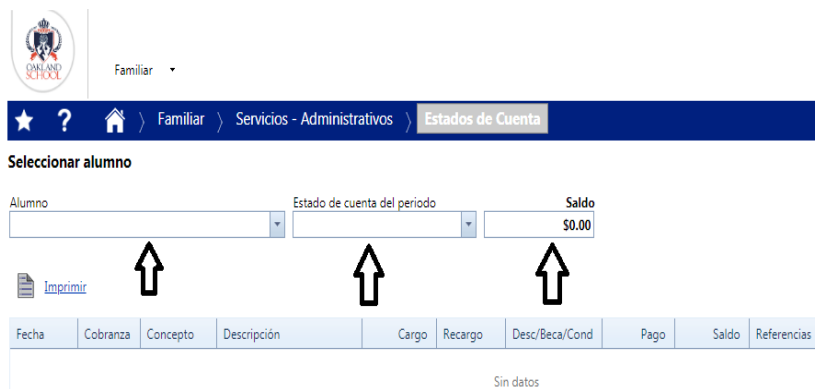 OAKLAND
SCHOOL
Familiar
? Familiar Servicios - Administrativos Estados de Cuenta
Seleccionar alumno
Alumno Estado de cuenta del periodo Saldo
$0.00
Imprimir
Fecha Cobranza Concepto Descripción Cargo Recargo Desc/Beca/Cond Pago Saldo Referencias
Sin datos